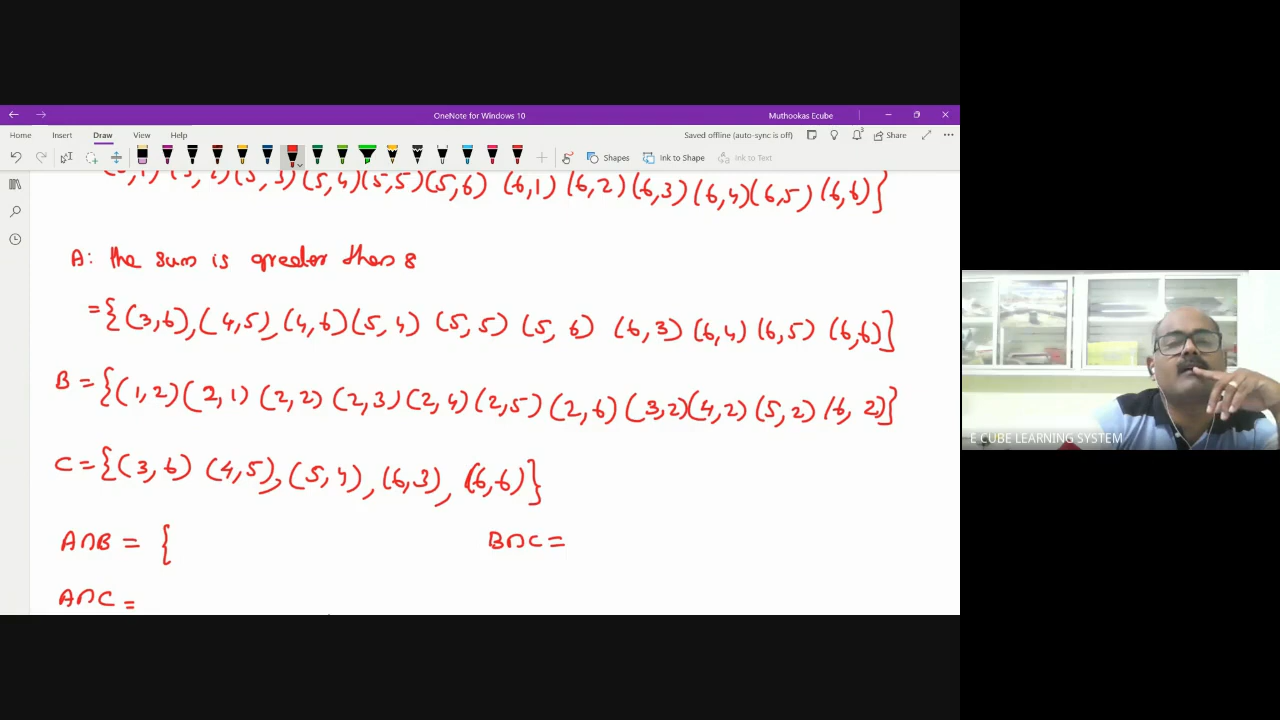 OneNote for Windows 10
Muthookas Ecube
Home Insert Draw View Help
Saved offline (auto-sync is off) Share
Shapes Ink to Shape Ink to Text
(5,4)(5,5)(5,6) (6,1) (6,2)(6,3)(6,4)(6,5)(6,6)}
A: the sum is greater than 8
={(3,6),(4,5),(4,6)(5,4) (5,5) (5,6) (6,3) (6,4)(6,5) (6,6)}
B={(1,2)(2,1) (2,2) (2,3)(2,4)(2,5)(2,6)(3,2)(4,2)(5,2)(6,2)}
C={(3,6) (4,5),(5,4),(6,3),(6,6)}
A∩B = {
B∩C =
A∩C =
E CUBE LEARNING SYSTEM